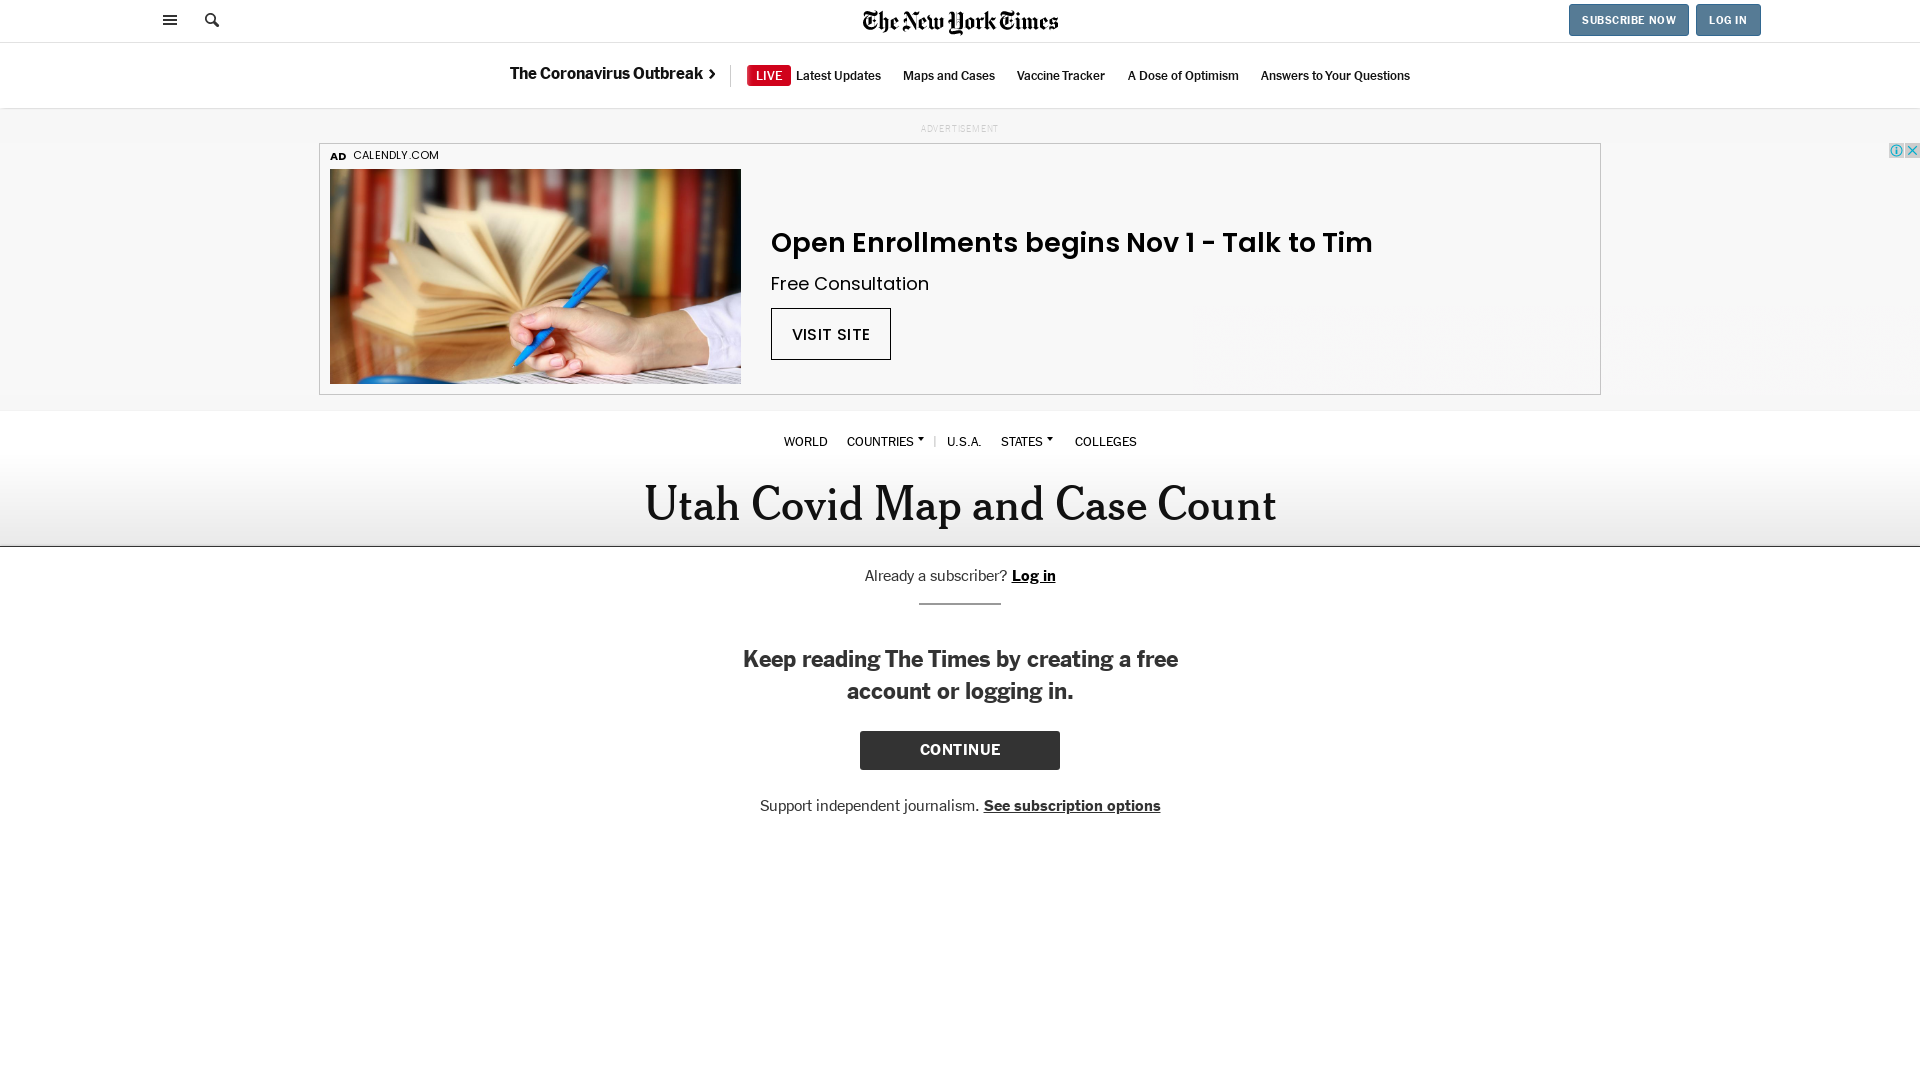 The New York Times
SUBSCRIBE NOW
LOG IN
The Coronavirus Outbreak ›
LIVE Latest Updates
Maps and Cases
Vaccine Tracker
A Dose of Optimism
Answers to Your Questions
ADVERTISEMENT
AD CALENDLY.COM
Open Enrollments begins Nov 1 - Talk to Tim
Free Consultation
VISIT SITE
WORLD COUNTRIES | U.S.A. STATES COLLEGES
Utah Covid Map and Case Count
Already a subscriber? Log in
Keep reading The Times by creating a free
account or logging in.
CONTINUE
Support independent journalism. See subscription options